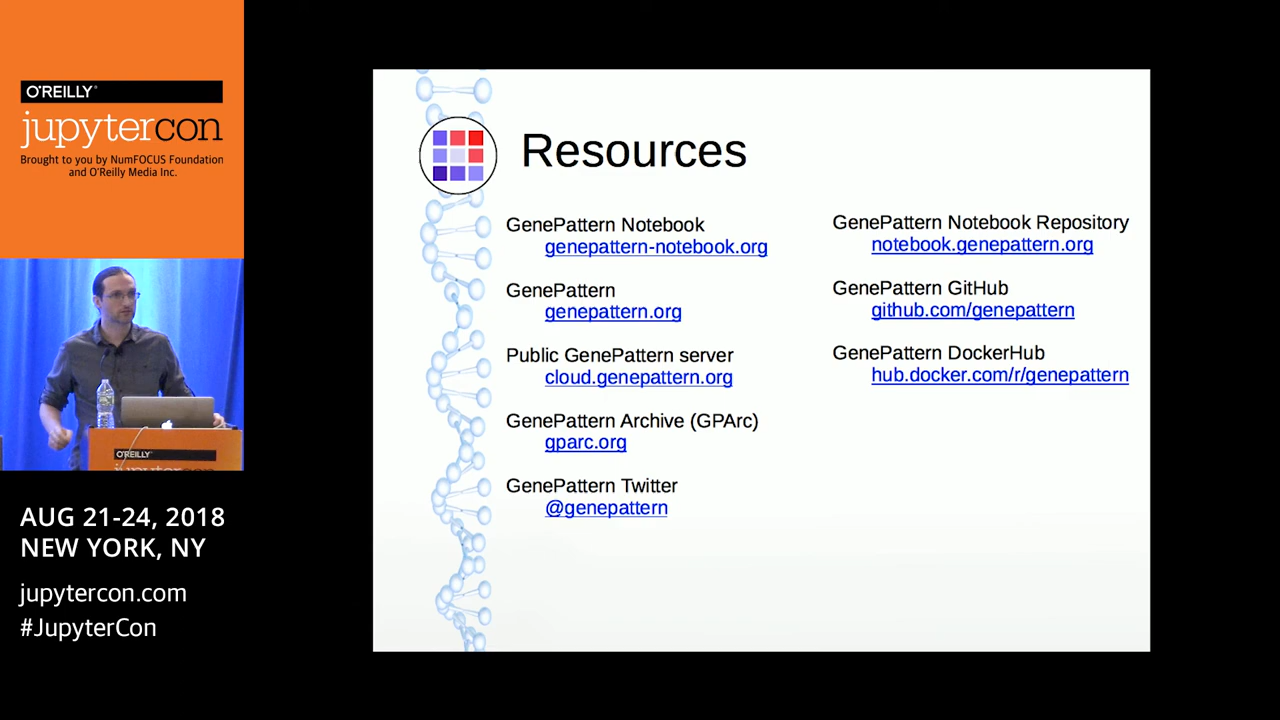 O'REILLY®
jupytercon
Brought to you by NumFOCUS Foundation
and O'Reilly Media Inc.
O'REILLY®
jupytercon
AUG 21-24, 2018
NEW YORK, NY
jupytercon.com
#JupyterCon
Resources
GenePattern Notebook
genepattern-notebook.org
GenePattern
genepattern.org
Public GenePattern server
cloud.genepattern.org
GenePattern Archive (GPArc)
gparc.org
GenePattern Twitter
@genepattern
GenePattern Notebook Repository
notebook.genepattern.org
GenePattern GitHub
github.com/genepattern
GenePattern DockerHub
hub.docker.com/r/genepattern